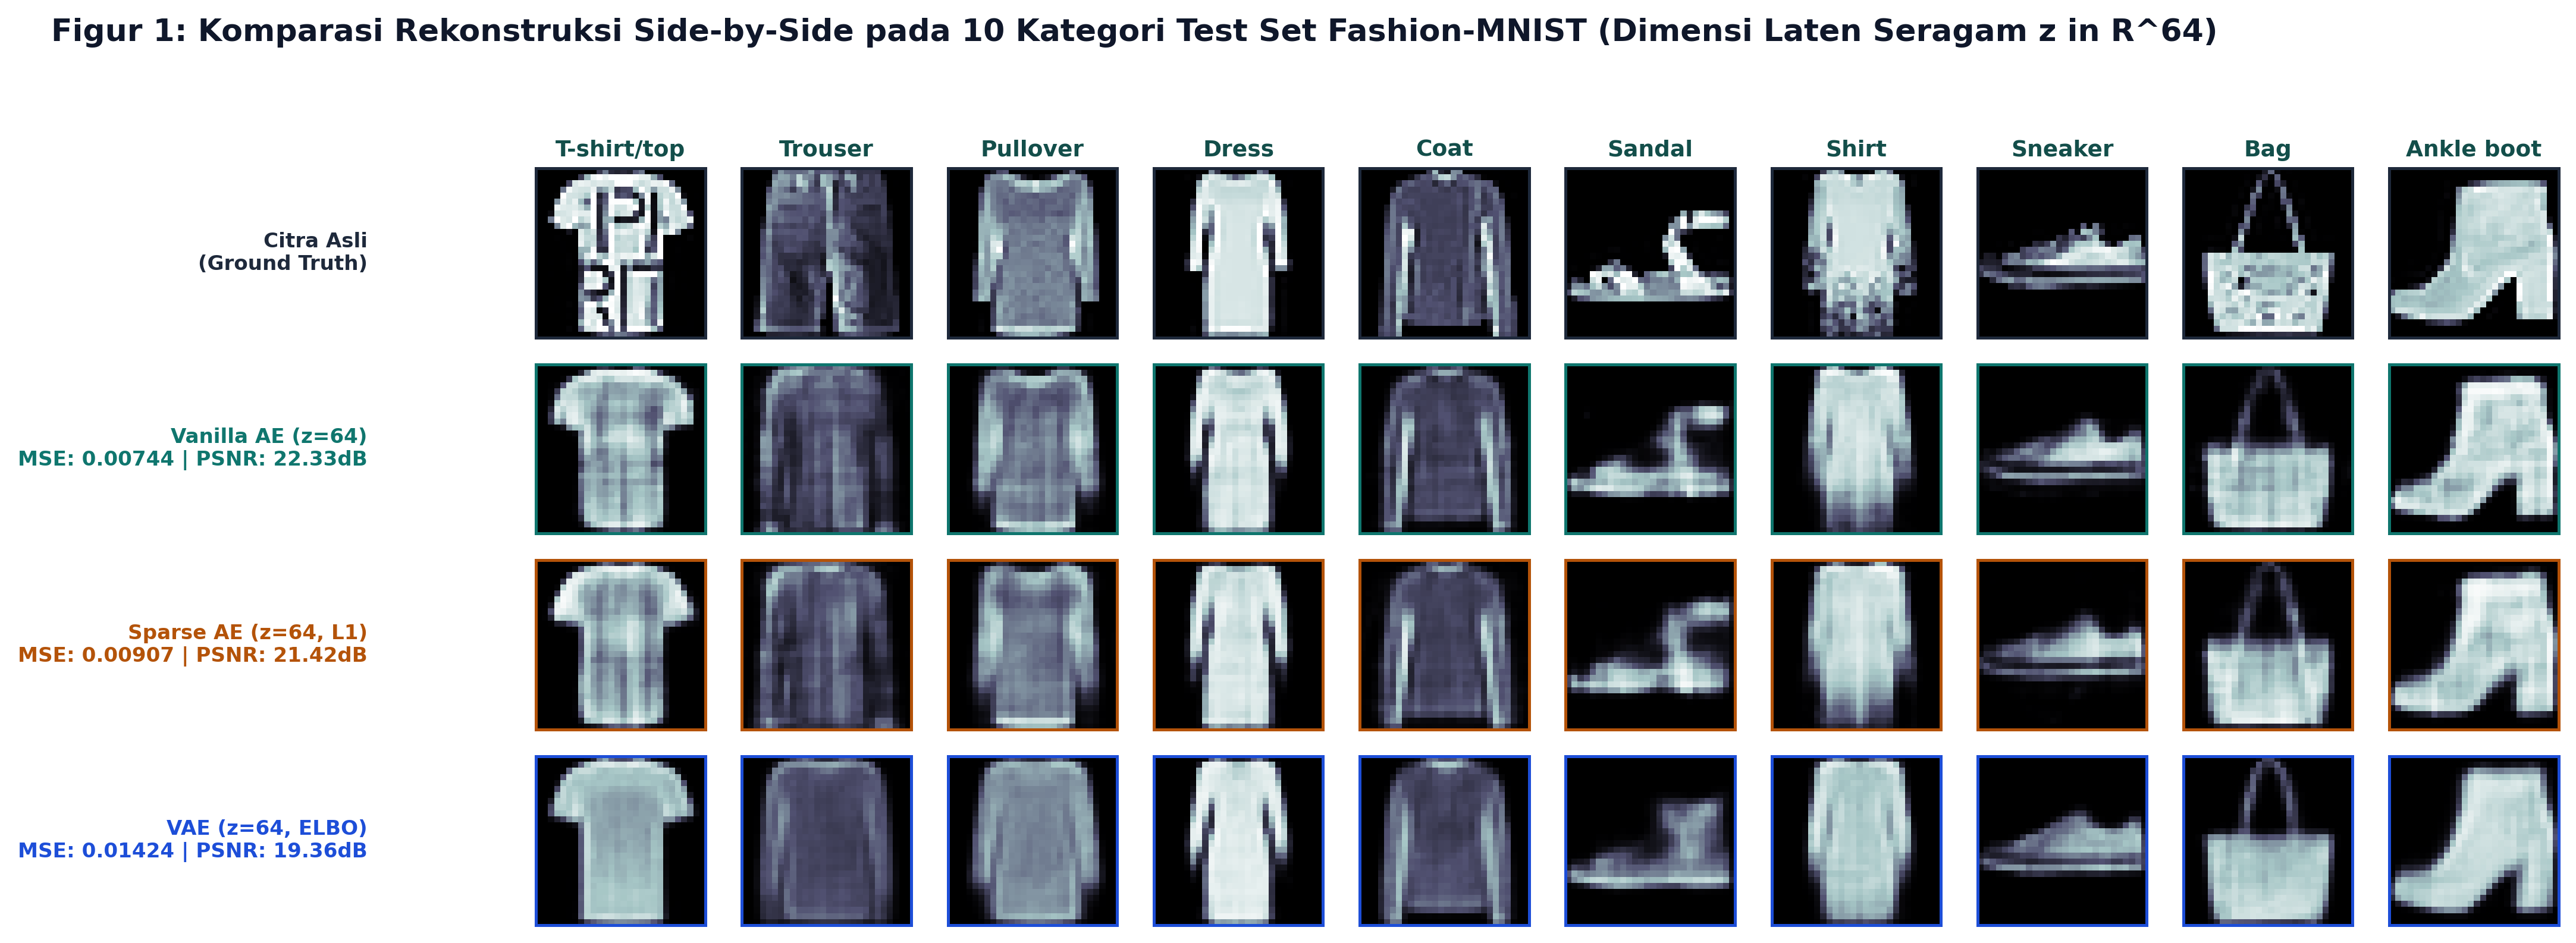 Figur 1: Komparasi Rekonstruksi Side-by-Side pada 10 Kategori Test Set Fashion-MNIST (Dimensi Laten Seragam z in R^64)
T-shirt/top Trouser Pullover Dress Coat Sandal Shirt Sneaker Bag Ankle boot
Citra Asli
(Ground Truth)
Vanilla AE (z=64)
MSE: 0.00744 | PSNR: 22.33dB
Sparse AE (z=64, L1)
MSE: 0.00907 | PSNR: 21.42dB
VAE (z=64, ELBO)
MSE: 0.01424 | PSNR: 19.36dB